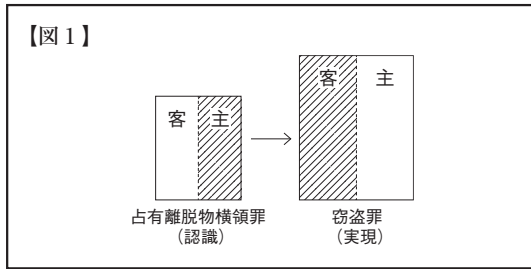 【図1】
客 主 客 主
占有離脱物横領罪 窃盗罪
（認識） （実現）